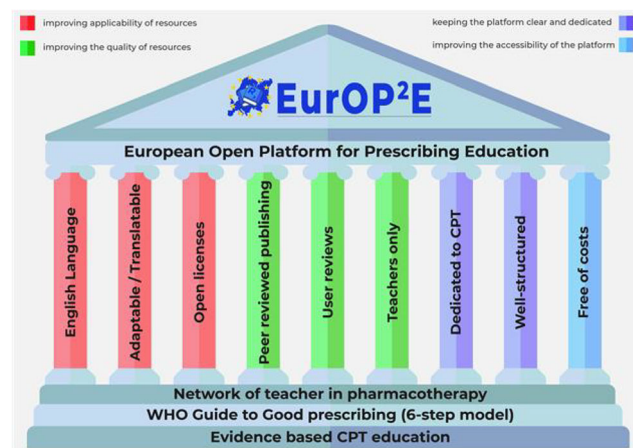 improving applicability of resources
improving the quality of resources
keeping the platform clear and dedicated
improving the accessibility of the platform
EurOP²E
European Open Platform for Prescribing Education
English Language
Adaptable / Translatable
Open licenses
Peer reviewed publishing
User reviews
Teachers only
Dedicated to CPT
Well-structured
Free of costs
Network of teacher in pharmacotherapy
WHO Guide to Good prescribing (6-step model)
Evidence based CPT education